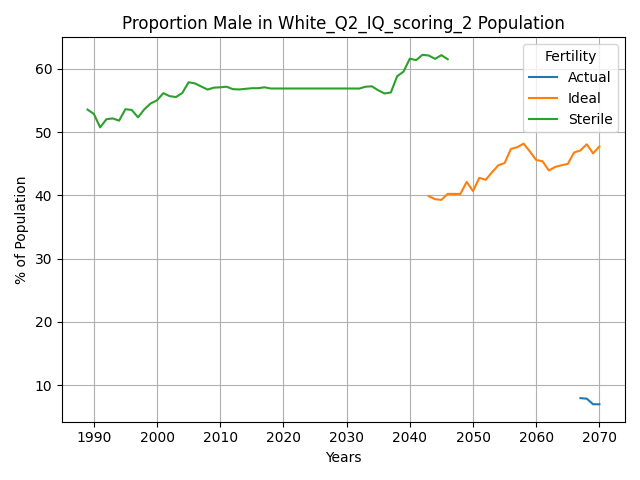 Proportion Male in White_Q2_IQ_scoring_2 Population
Fertility
Actual
Ideal
Sterile
% of Population
60
50
40
30
20
10
1990 2000 2010 2020 2030 2040 2050 2060 2070
Years